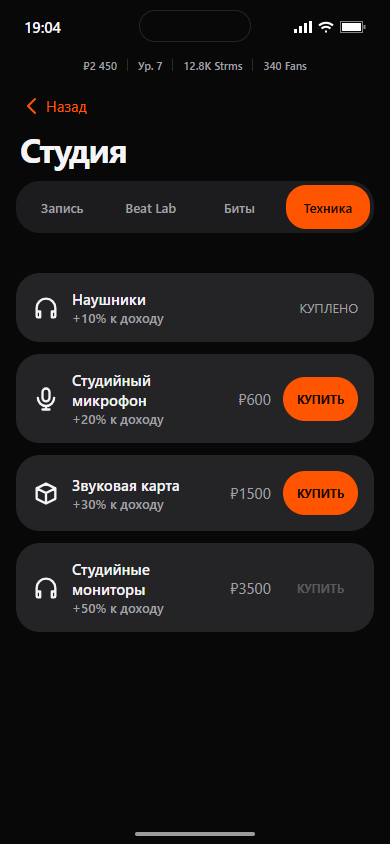 19:04
₽2 450 Ур. 7 12.8K Strms 340 Fans
Назад
Студия
Запись Beat Lab Биты Техника
Наушники
+10% к доходу
КУПЛЕНО
Студийный
микрофон
+20% к доходу
₽600 КУПИТЬ
Звуковая карта
+30% к доходу
₽1500 КУПИТЬ
Студийные
мониторы
+50% к доходу
₽3500 КУПИТЬ